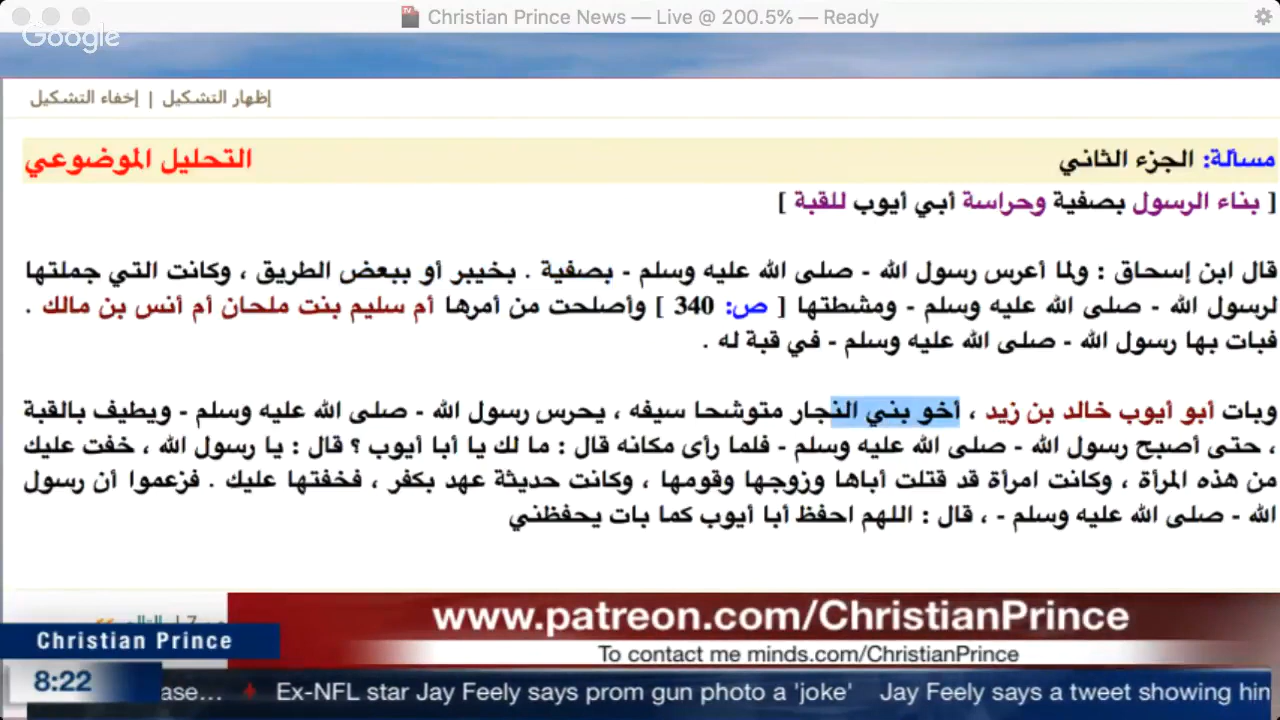 Christian Prince News — Live @ 200.5% — Ready
Google
إظهار التشكيل | إخفاء التشكيل
مسألة: الجزء الثاني
التحليل الموضوعي
[ بناء الرسول بصفية وحراسة أبي أيوب للقبة ]
قال ابن إسحاق : ولما أعرس رسول الله - صلى الله عليه وسلم - بصفية . بخيبر أو ببعض الطريق ، وكانت التي جملتها
لرسول الله - صلى الله عليه وسلم - ومشطتها [ ص: 340 ] وأصلحت من أمرها أم سليم بنت ملحان أم أنس بن مالك .
فبات بها رسول الله - صلى الله عليه وسلم - في قبة له .
وبات أبو أيوب خالد بن زيد ، أخو بني النجار متوشحا سيفه ، يحرس رسول الله - صلى الله عليه وسلم - ويطيف بالقبة
، حتى أصبح رسول الله - صلى الله عليه وسلم - فلما رأى مكانه قال : ما لك يا أبا أيوب ؟ قال : يا رسول الله ، خفت عليك
من هذه المرأة ، وكانت امرأة قد قتلت أباها وزوجها وقومها ، وكانت حديثة عهد بكفر ، فخفتها عليك . فزعموا أن رسول
الله - صلى الله عليه وسلم - ، قال : اللهم احفظ أبا أيوب كما بات يحفظني
www.patreon.com/ChristianPrince
Christian Prince
To contact me minds.com/ChristianPrince
8:22
ase... Ex-NFL star Jay Feely says prom gun photo a 'joke' Jay Feely says a tweet showing him